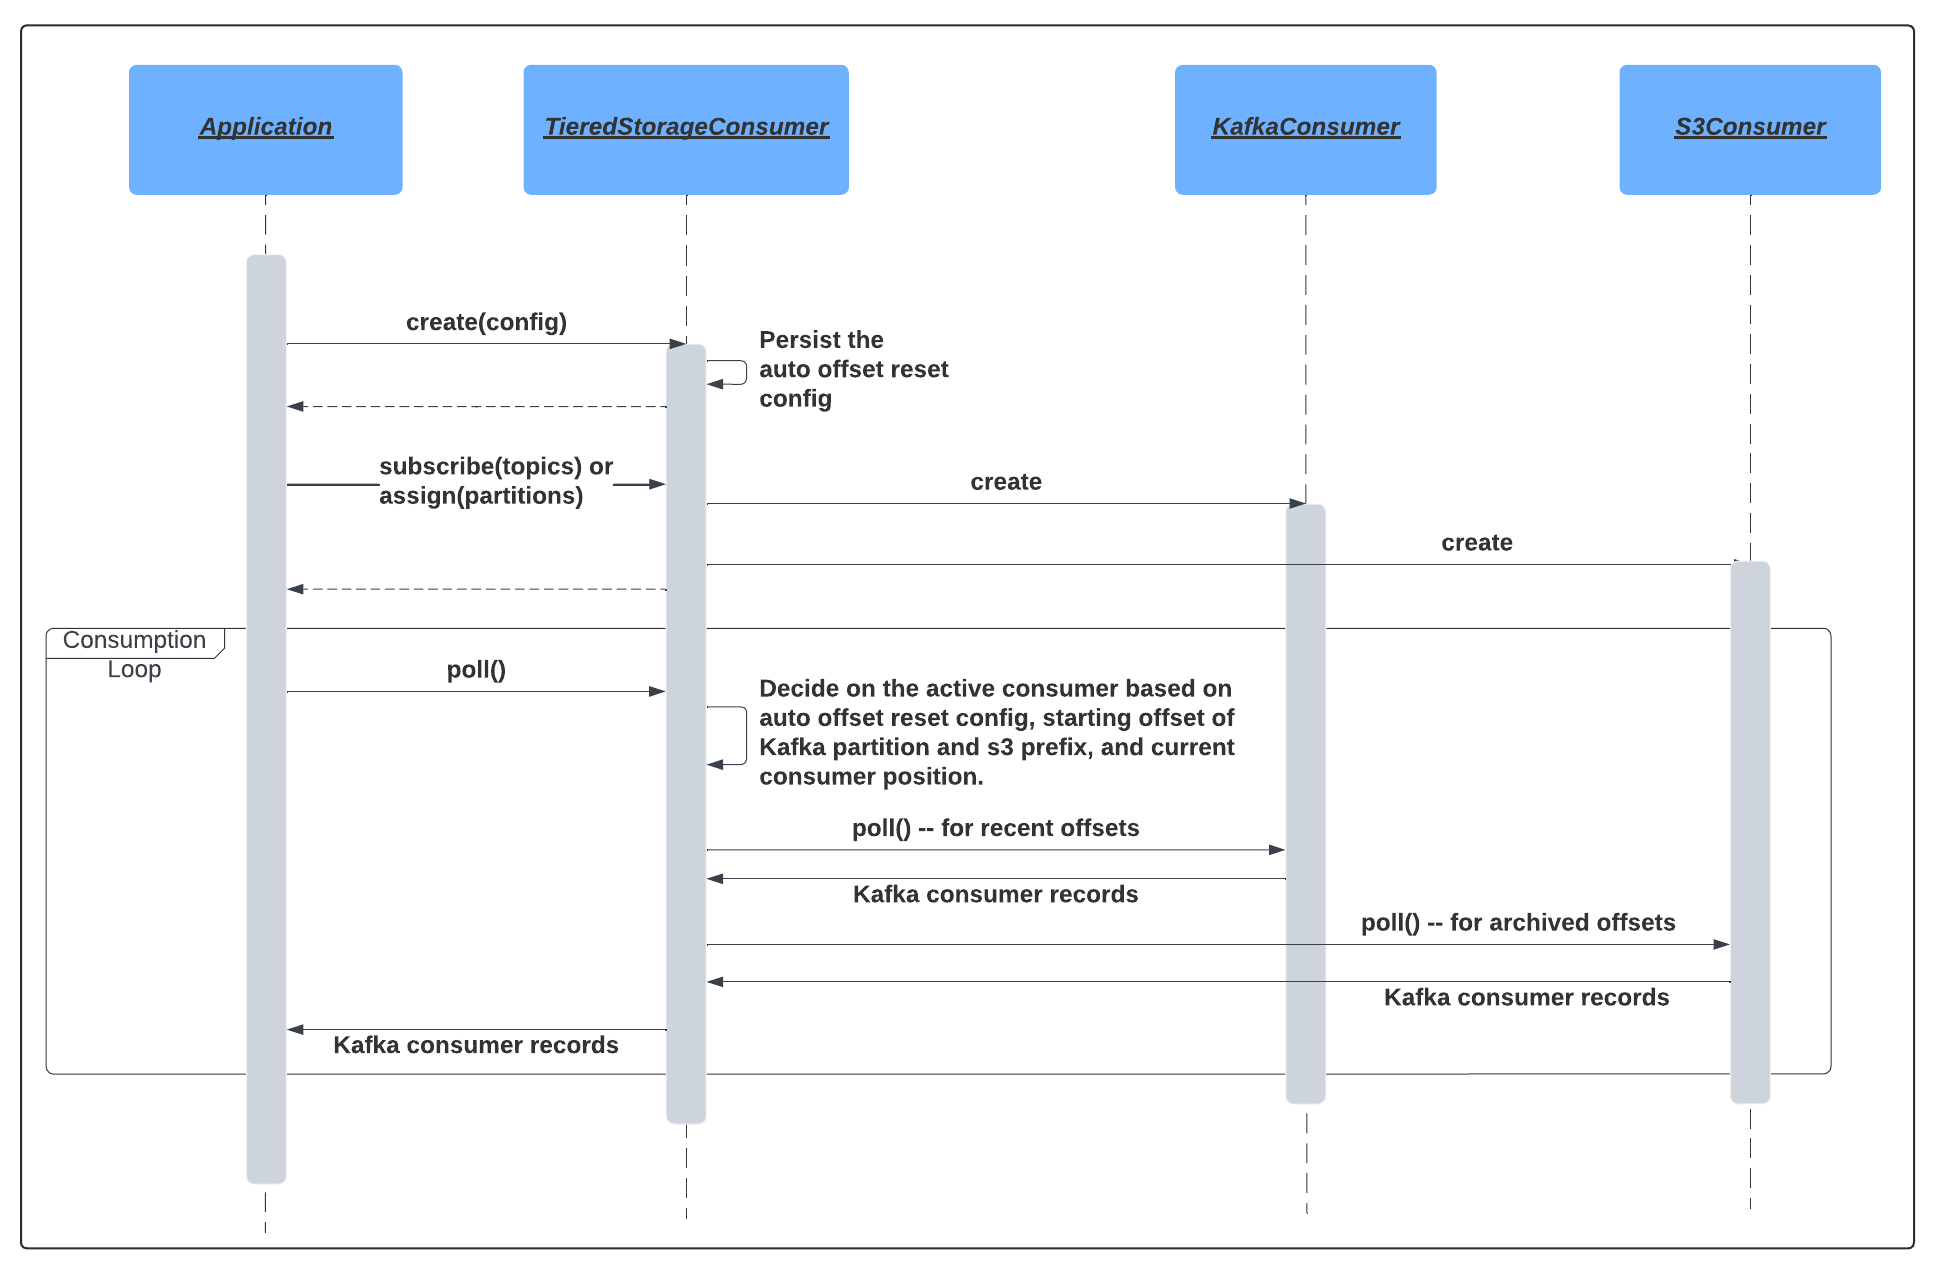 Application
TieredStorageConsumer
KafkaConsumer
S3Consumer
create(config)
Persist the
auto offset reset
config
subscribe(topics) or
assign(partitions)
create
create
Consumption
Loop
poll()
Decide on the active consumer based on
auto offset reset config, starting offset of
Kafka partition and s3 prefix, and current
consumer position.
poll() -- for recent offsets
Kafka consumer records
poll() -- for archived offsets
Kafka consumer records
Kafka consumer records